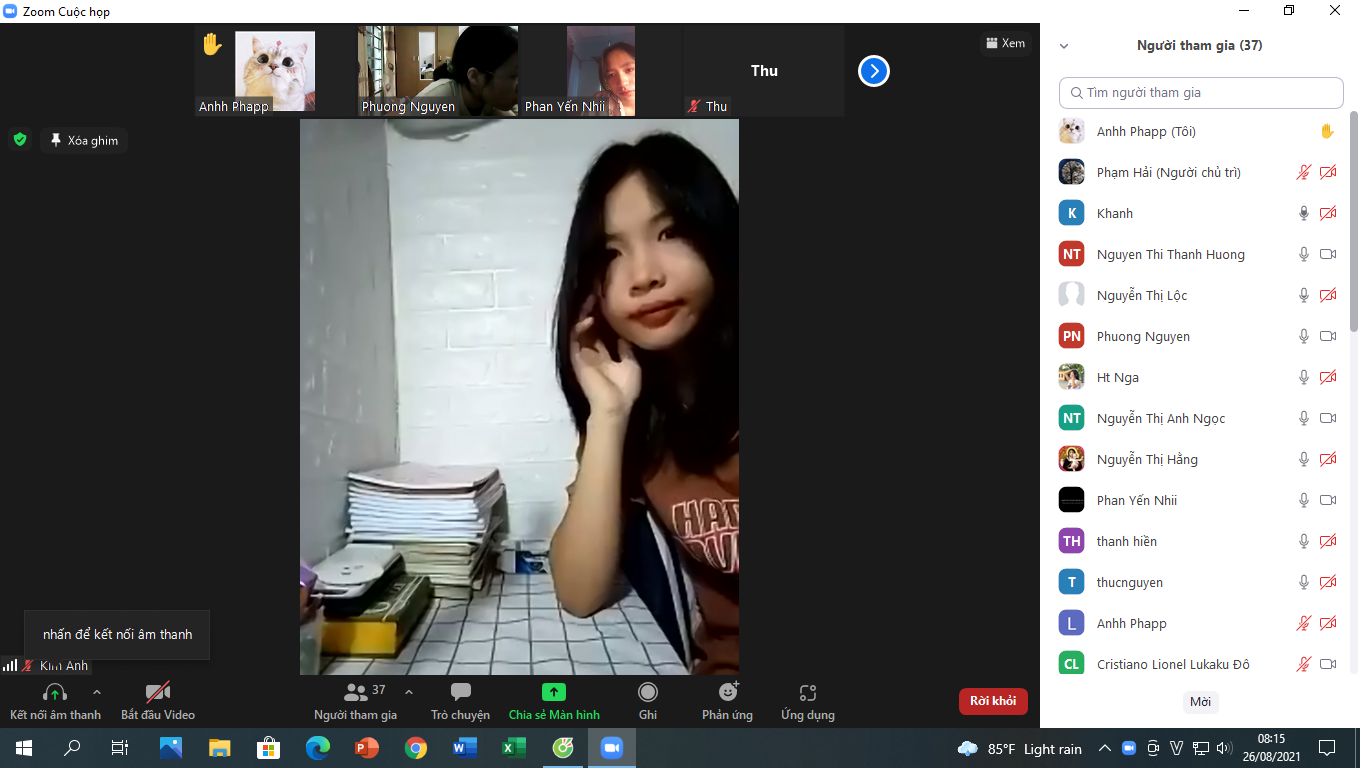 Zoom Cuộc họp
Anhh Phapp
Phuong Nguyen
Phan Yến Nhii
Thu
Thu
Xem
Xóa ghim
nhấn để kết nối âm thanh
Kim Anh
Kết nối âm thanh
Bắt đầu Video
37
Người tham gia
Trò chuyện
Chia sẻ Màn hình
Ghi
Phản ứng
Ứng dụng
Rời khỏi
Người tham gia (37)
Tìm người tham gia
Anhh Phapp (Tôi)
Phạm Hải (Người chủ trì)
K Khanh
NT Nguyen Thi Thanh Huong
Nguyễn Thị Lộc
PN Phuong Nguyen
Ht Nga
NT Nguyễn Thị Anh Ngọc
Nguyễn Thị Hằng
Phan Yến Nhii
TH thanh hiền
T thucnguyen
L Anhh Phapp
CL Cristiano Lionel Lukaku Đô
Mời
85°F Light rain
08:15
26/08/2021